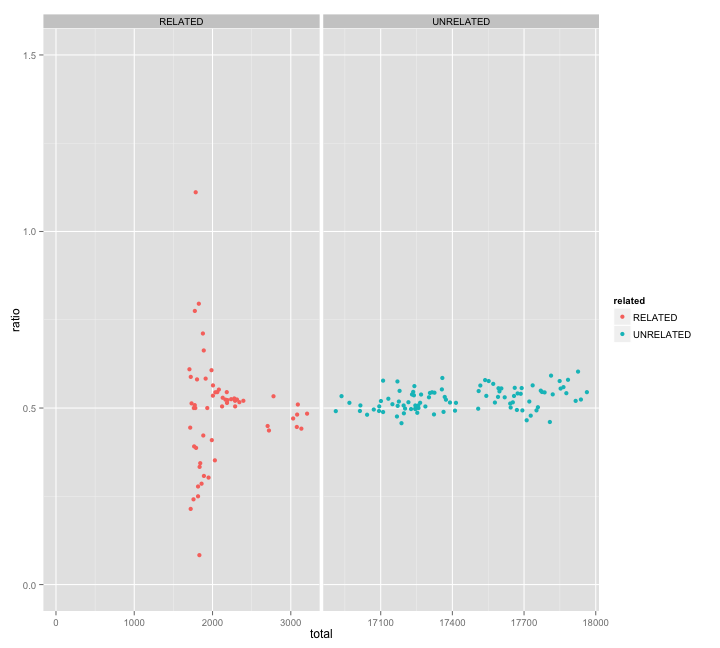 RELATED
UNRELATED
1.5
1.0
0.5
0.0
ratio
0
1000
2000
3000
17100
17400
17700
18000
total
related
RELATED
UNRELATED